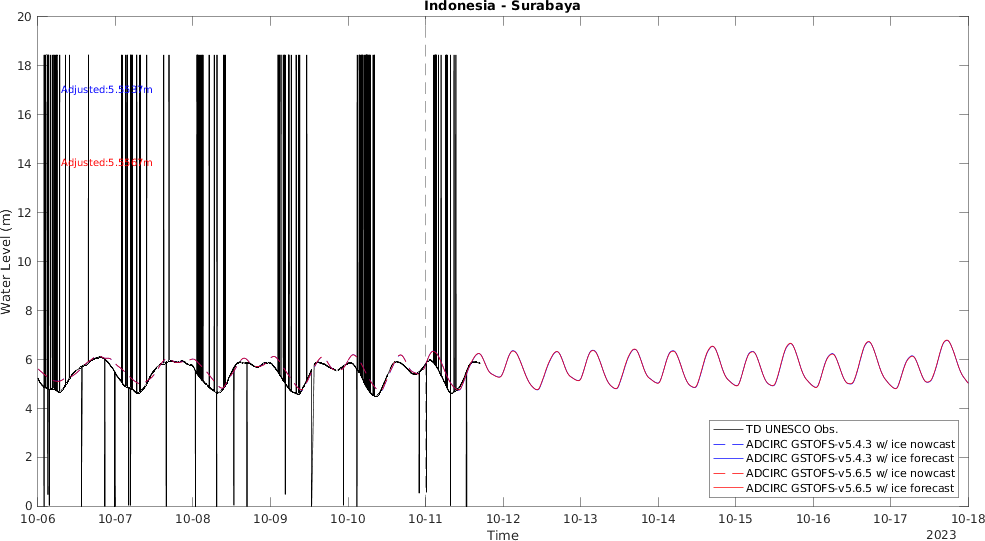 Indonesia - Surabaya
20
18
16
14
12
10
8
6
4
2
0
Water Level (m)
TD UNESCO Obs.
ADCIRC GSTOFS-v5.4.3 w/ ice nowcast
ADCIRC GSTOFS-v5.4.3 w/ ice forecast
ADCIRC GSTOFS-v5.6.5 w/ ice nowcast
ADCIRC GSTOFS-v5.6.5 w/ ice forecast
10-06 10-07 10-08 10-09 10-10 10-11 10-12 10-13 10-14 10-15 10-16 10-17 10-18
Time
2023